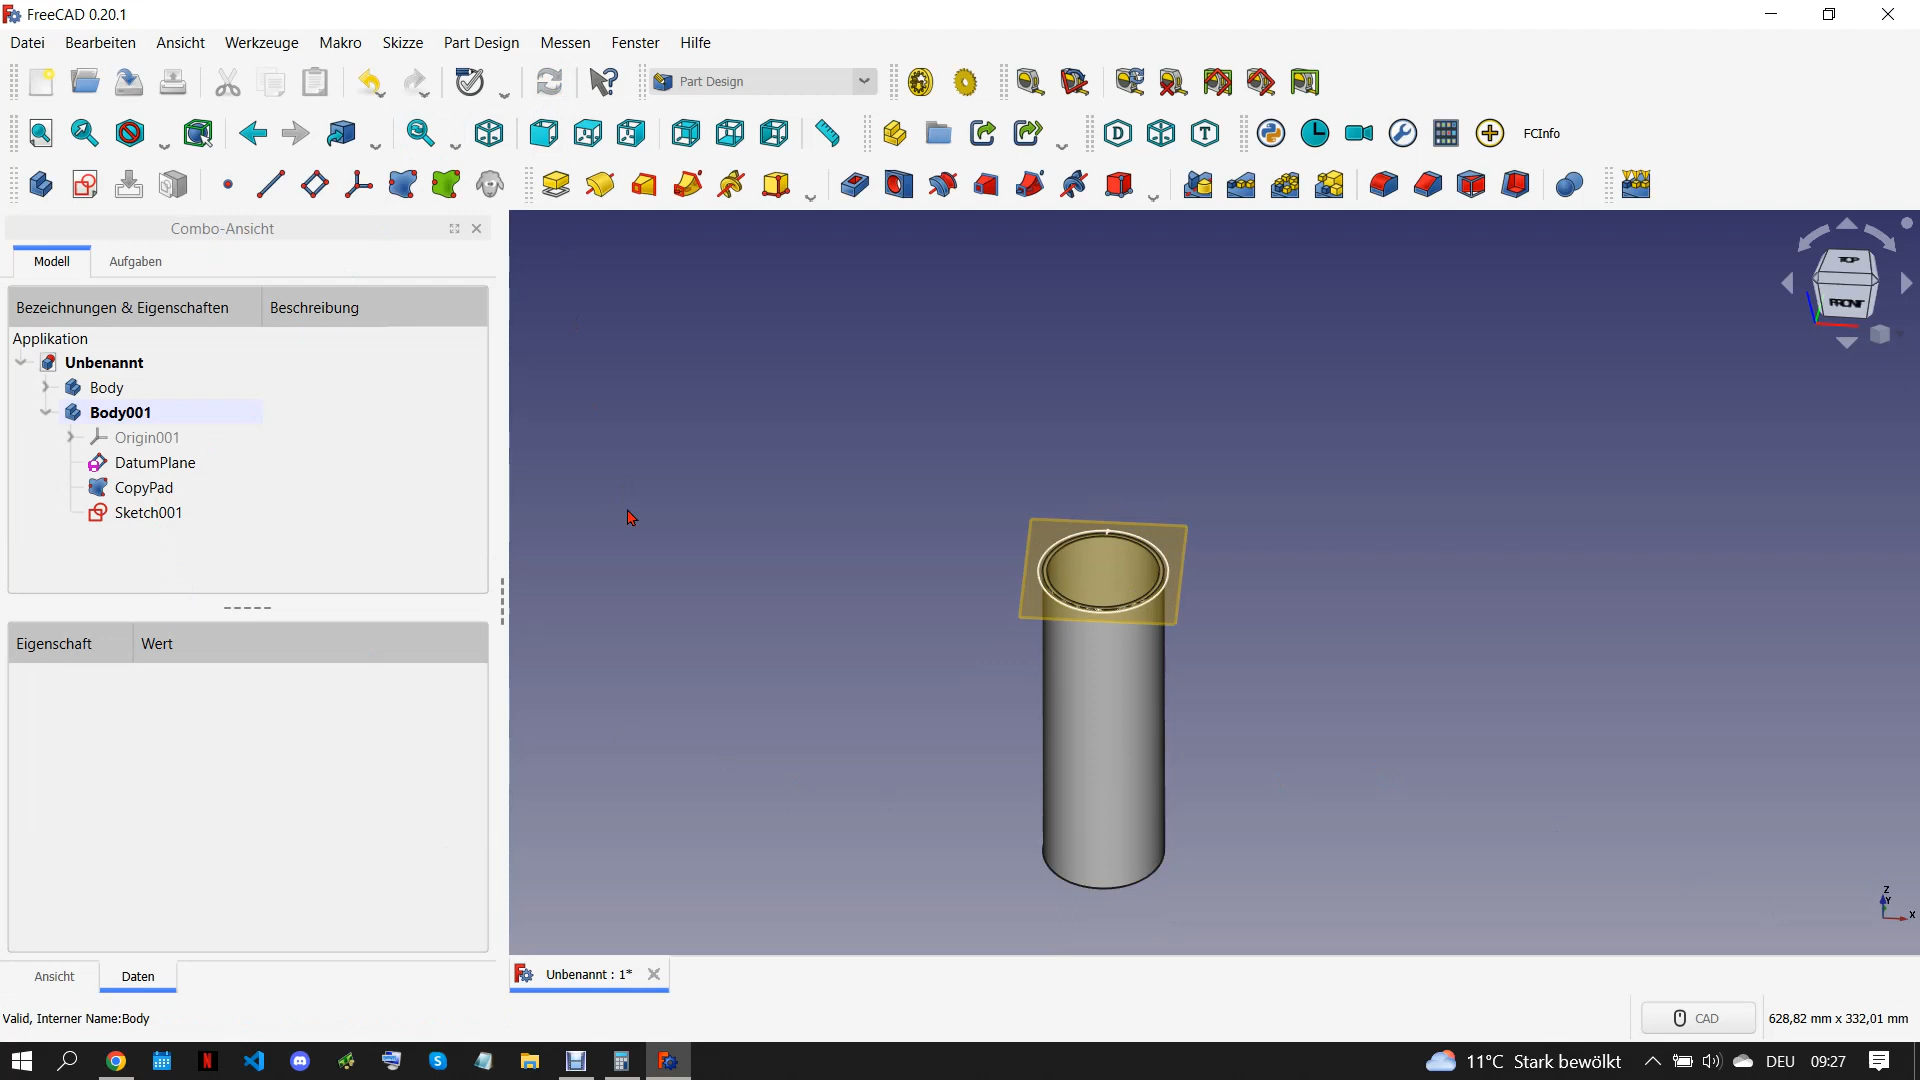 FreeCAD 0.20.1
Datei Bearbeiten Ansicht Werkzeuge Makro Skizze Part Design Messen Fenster Hilfe
Part Design
D T FCInfo
Combo-Ansicht
Modell Aufgaben
Bezeichnungen & Eigenschaften Beschreibung
Applikation
Unbenannt
Body
Body001
Origin001
DatumPlane
CopyPad
Sketch001
TOP
FRONT
Eigenschaft Wert
Z
Y
X
Ansicht Daten
Unbenannt : 1*
Valid, Interner Name:Body
CAD 628,82 mm x 332,01 mm
11°C Stark bewölkt DEU 09:27